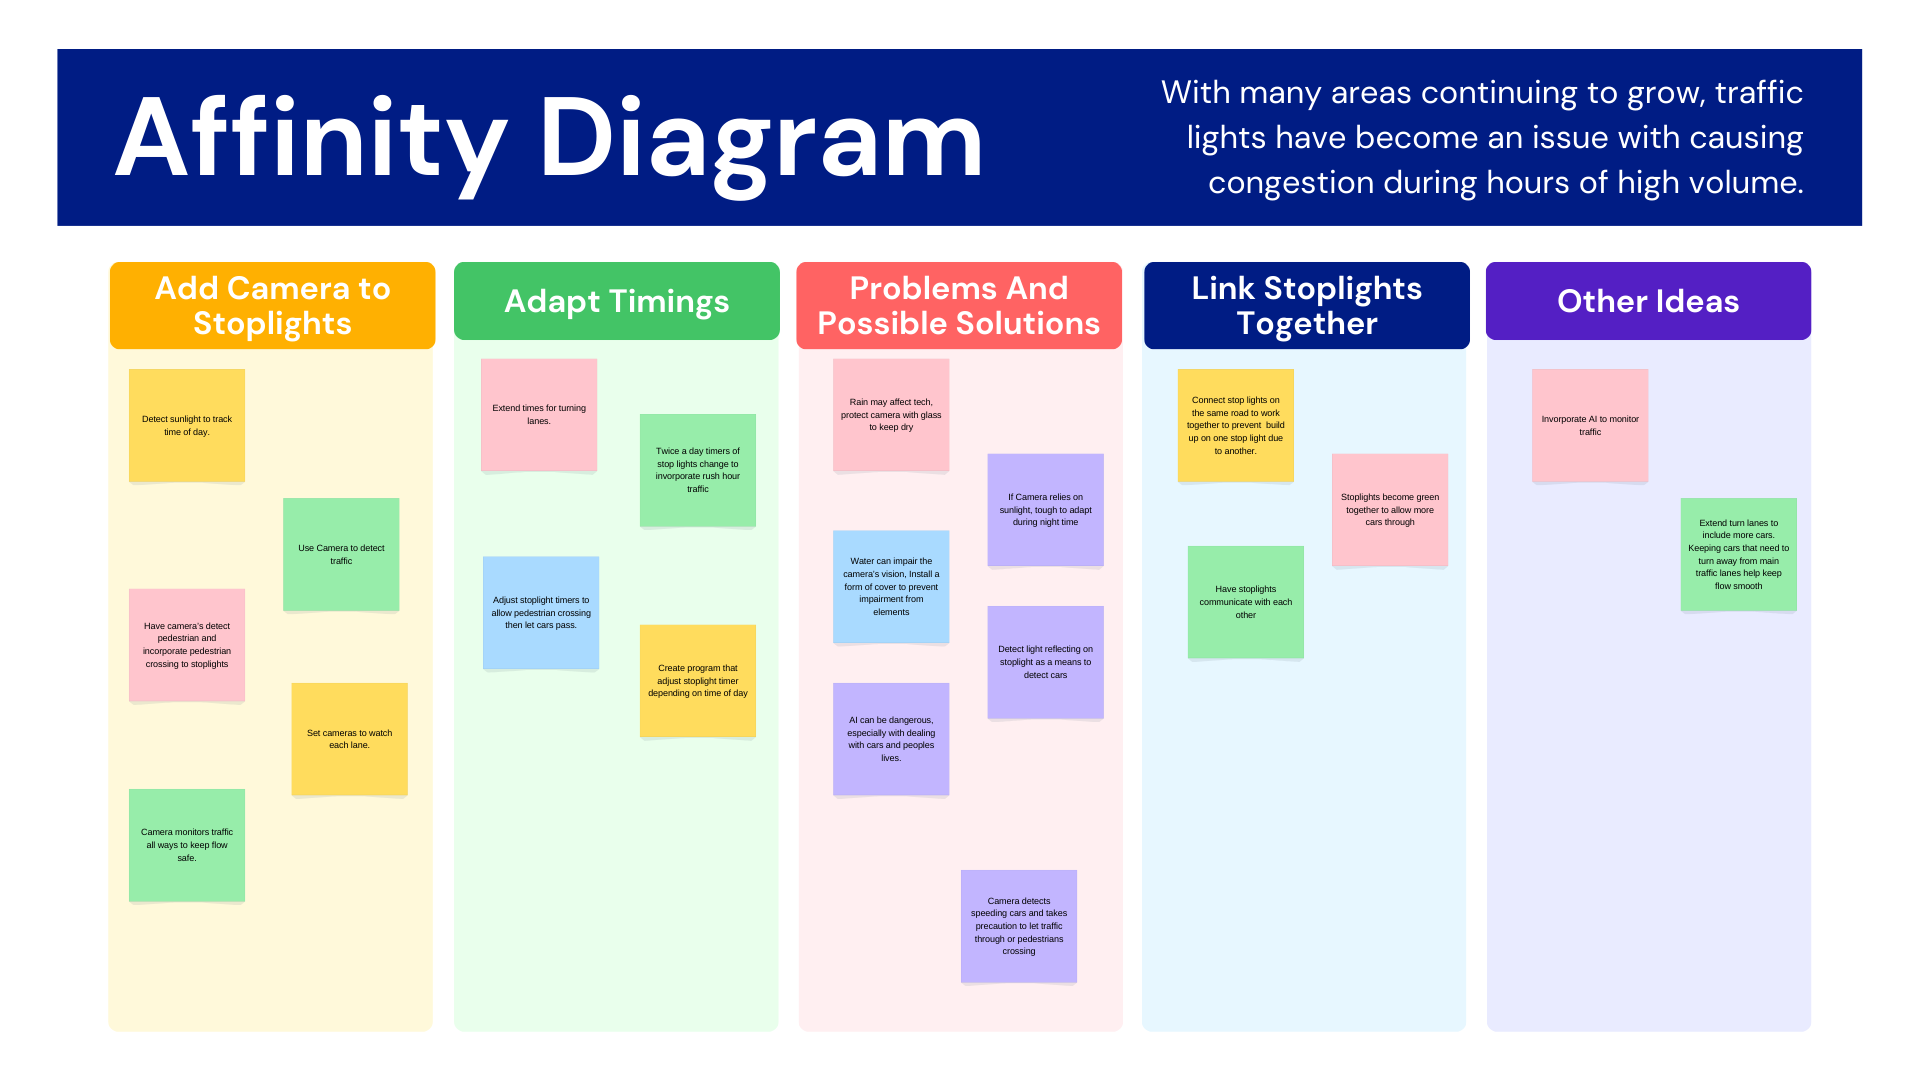 Affinity Diagram
With many areas continuing to grow, traffic
lights have become an issue with causing
congestion during hours of high volume.
Add Camera to
Stoplights
Detect sunlight to track
time of day.
Use Camera to detect
traffic
Have camera's detect
pedestrian and
incorporate pedestrian
crossing to stoplights
Set cameras to watch
each lane.
Camera monitors traffic
all ways to keep flow
safe.
Adapt Timings
Extend times for turning
lanes.
Twice a day timers of
stop lights change to
invorporate rush hour
traffic
Adjust stoplight timers to
allow pedestrian crossing
then let cars pass.
Create program that
adjust stoplight timer
depending on time of day
Problems And
Possible Solutions
Rain may affect tech,
protect camera with glass
to keep dry
If Camera relies on
sunlight, tough to adapt
during night time
Water can impair the
camera's vision, Install a
form of cover to prevent
impairment from
elements
Detect light reflecting on
stoplight as a means to
detect cars
AI can be dangerous,
especially with dealing
with cars and peoples
lives.
Camera detects
speeding cars and takes
precaution to let traffic
through or pedestrians
crossing
Link Stoplights
Together
Connect stop lights on
the same road to work
together to prevent  build
up on one stop light due
to another.
Stoplights become green
together to allow more
cars through
Have stoplights
communicate with each
other
Other Ideas
Invorporate AI to monitor
traffic
Extend turn lanes to
include more cars.
Keeping cars that need to
turn away from main
traffic lanes help keep
flow smooth